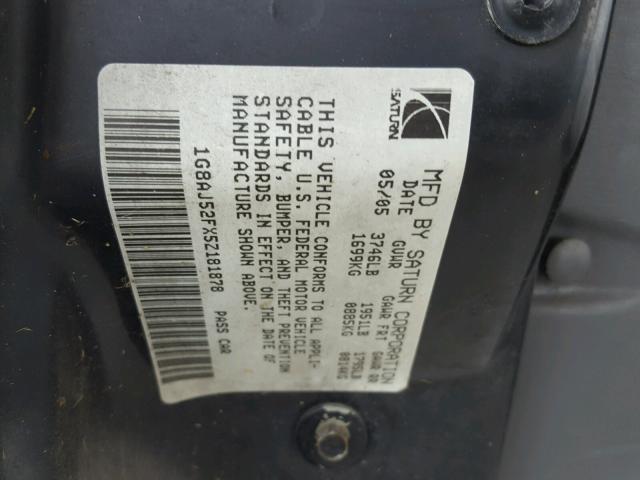 SATURN
MFD BY SATURN CORPORATION
DATE GVWR GAWR FRT GAWR RR
05/05 3746LB 1951LB 1795LB
1699KG 0885KG 0814KG
THIS VEHICLE CONFORMS TO ALL APPLI-
CABLE U.S. FEDERAL MOTOR VEHICLE
SAFETY, BUMPER, AND THEFT PREVENTION
STANDARDS IN EFFECT ON THE DATE OF
MANUFACTURE SHOWN ABOVE.
1G8AJ52FX5Z181878 PASS CAR